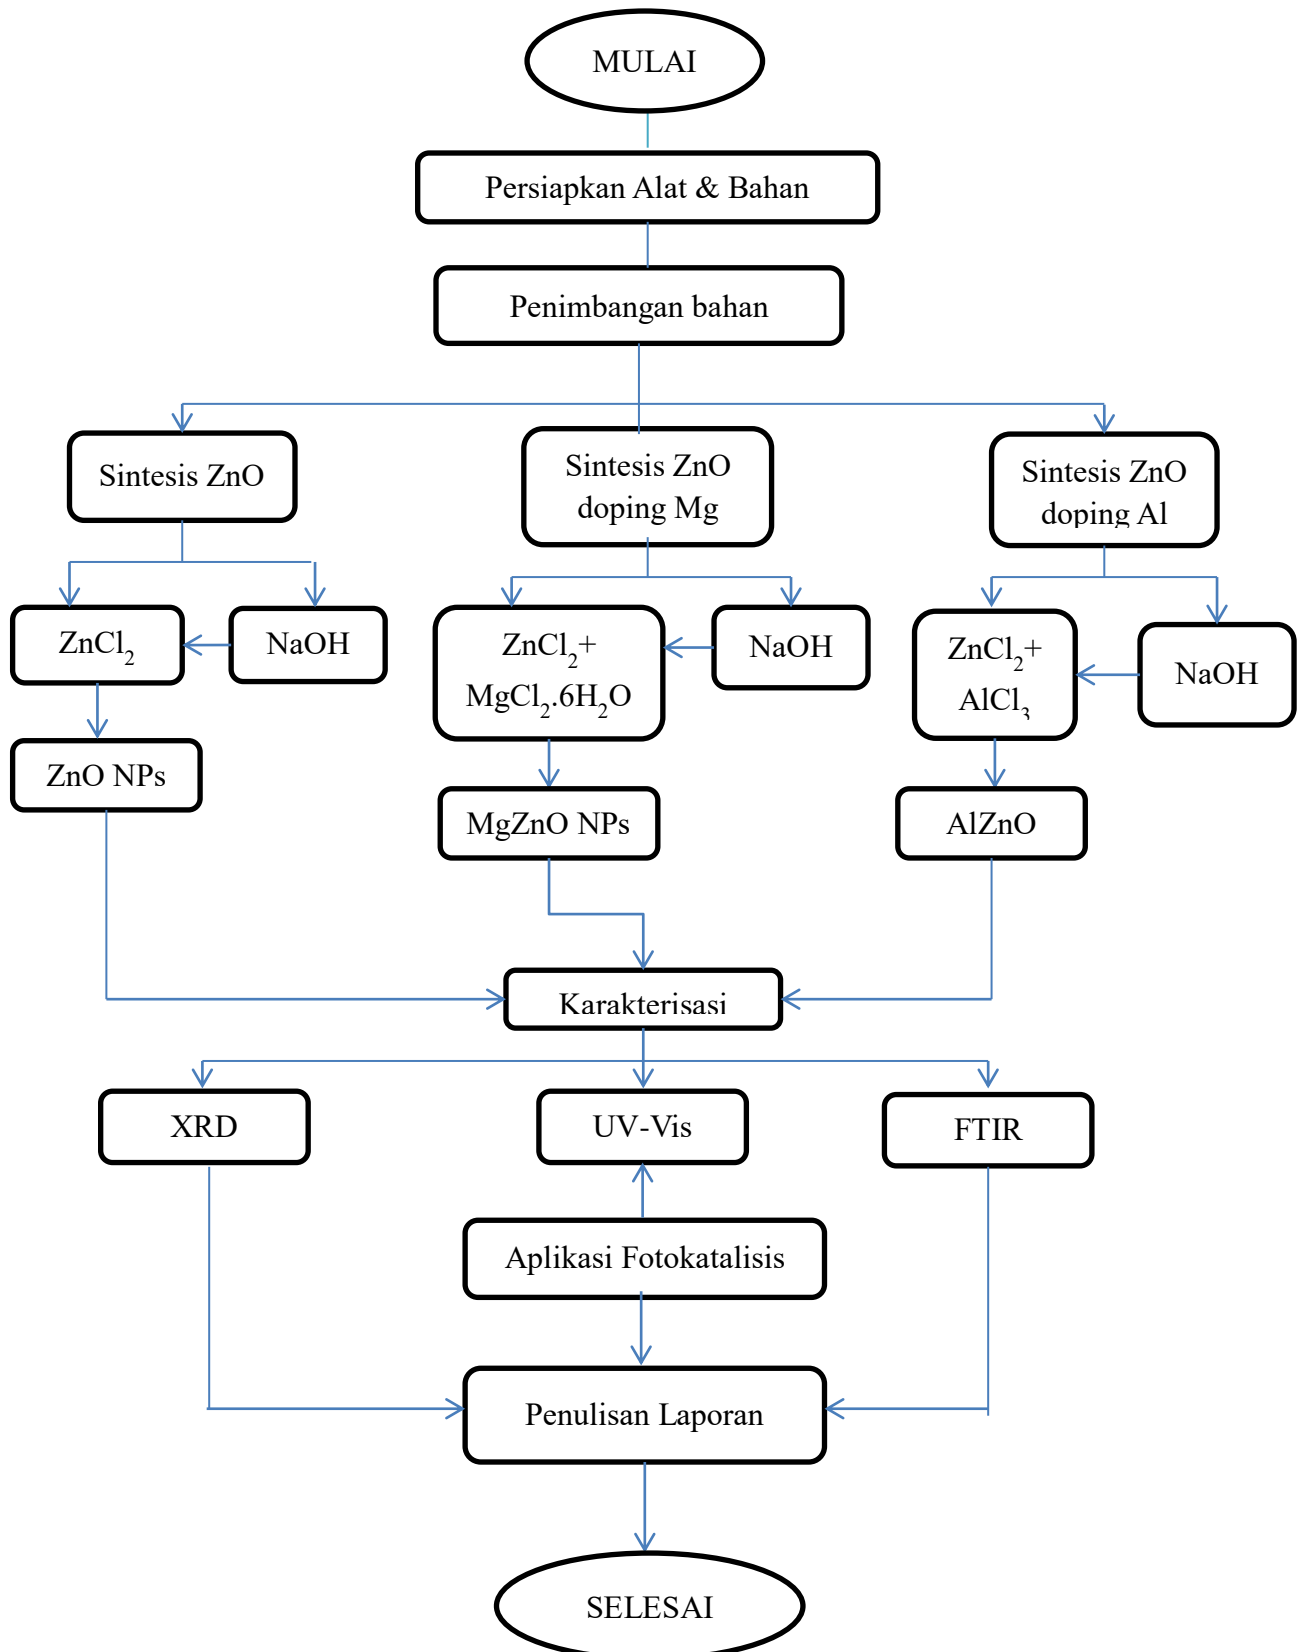 MULAI
Persiapkan Alat & Bahan
Penimbangan bahan
Sintesis ZnO
Sintesis ZnO
doping Mg
Sintesis ZnO
doping Al
ZnCl₂
NaOH
ZnCl₂+
MgCl₂.6H₂O
NaOH
ZnCl₂+
AlCl₃
NaOH
ZnO NPs
MgZnO NPs
AlZnO
Karakterisasi
XRD
UV-Vis
FTIR
Aplikasi Fotokatalisis
Penulisan Laporan
SELESAI